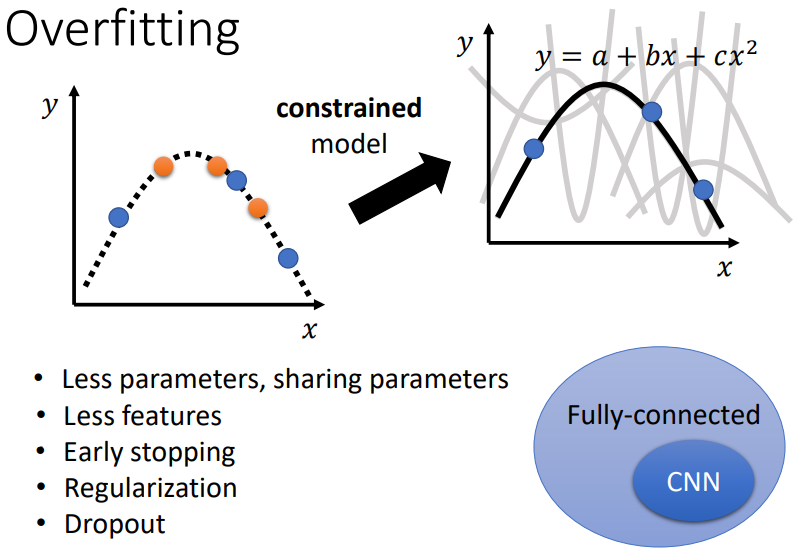 Overfitting
y
x
constrained
model
y
y = a + bx + cx²
x
• Less parameters, sharing parameters
• Less features
• Early stopping
• Regularization
• Dropout
Fully-connected
CNN